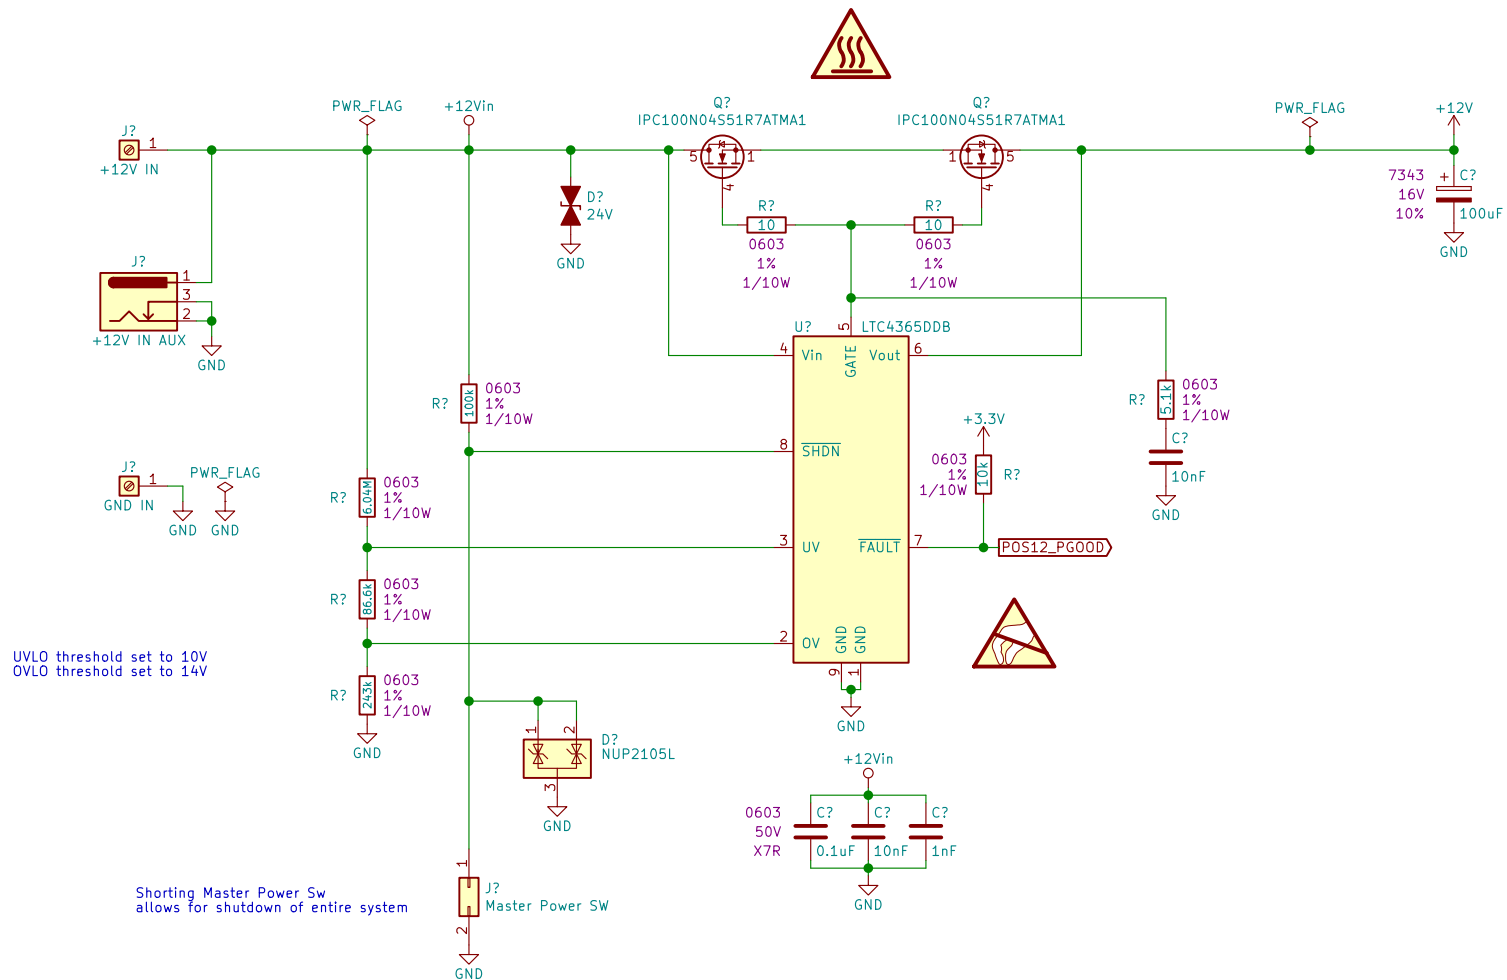 PWR_FLAG
+12Vin
J?
1
+12V IN
Q?
IPC100N04S51R7ATMA1
5
1
4
Q?
IPC100N04S51R7ATMA1
1
5
4
PWR_FLAG
+12V
7343
16V
10%
+
C?
100uF
GND
D?
24V
GND
R?
10
0603
1%
1/10W
R?
10
0603
1%
1/10W
J?
1
3
2
+12V IN AUX
GND
U?
LTC4365DDB
5
GATE
4
Vin
Vout
6
8
SHDN
3
UV
FAULT
7
2
OV
GND
GND
9
1
GND
R?
100k
0603
1%
1/10W
R?
5.1k
0603
1%
1/10W
C?
10nF
GND
+3.3V
0603
1%
1/10W
10k
R?
POS12_PGOOD
J?
1
GND IN
GND
PWR_FLAG
GND
R?
6.04M
0603
1%
1/10W
R?
86.6k
0603
1%
1/10W
R?
243k
0603
1%
1/10W
GND
UVLO threshold set to 10V
OVLO threshold set to 14V
1
2
D?
NUP2105L
3
GND
+12Vin
0603
50V
X7R
C?
0.1uF
C?
10nF
C?
1nF
GND
Shorting Master Power Sw
allows for shutdown of entire system
1
J?
Master Power SW
2
GND